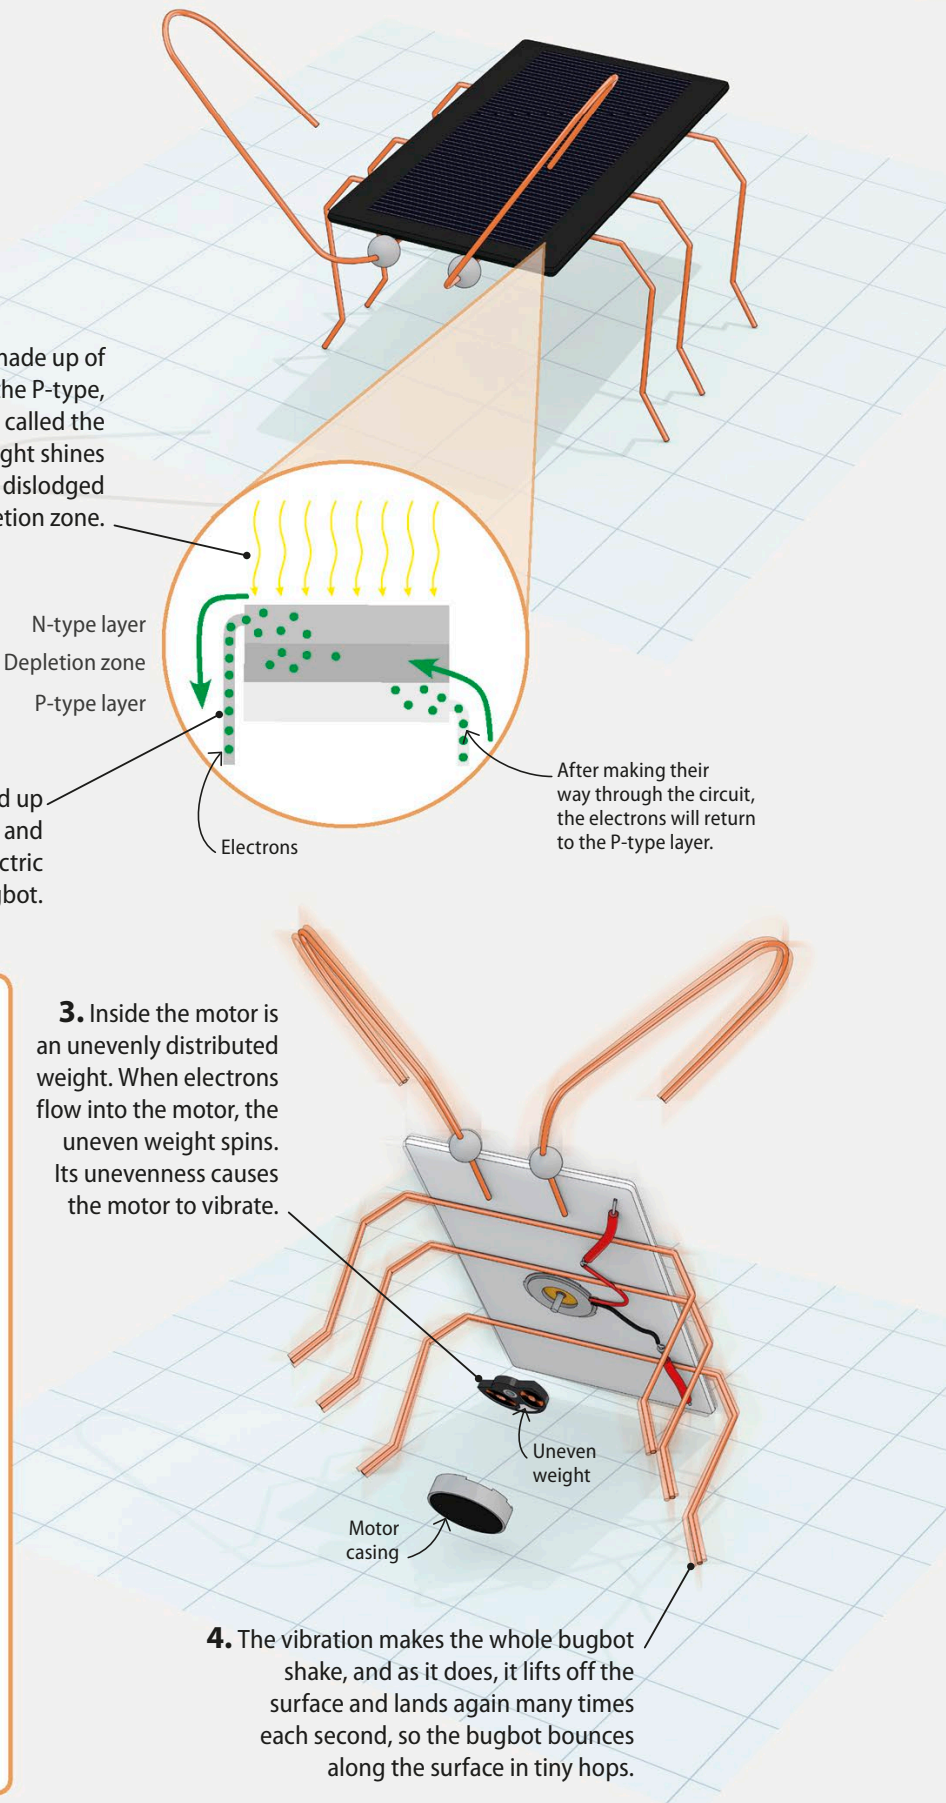 made up of
the P-type,
called the
ght shines
dislodged
etion zone.
N-type layer
Depletion zone
P-type layer
d up
and
ctric
gbot.
Electrons
After making their
way through the circuit,
the electrons will return
to the P-type layer.
3. Inside the motor is
an unevenly distributed
weight. When electrons
flow into the motor, the
uneven weight spins.
Its unevenness causes
the motor to vibrate.
Uneven
weight
Motor
casing
4. The vibration makes the whole bugbot
shake, and as it does, it lifts off the
surface and lands again many times
each second, so the bugbot bounces
along the surface in tiny hops.